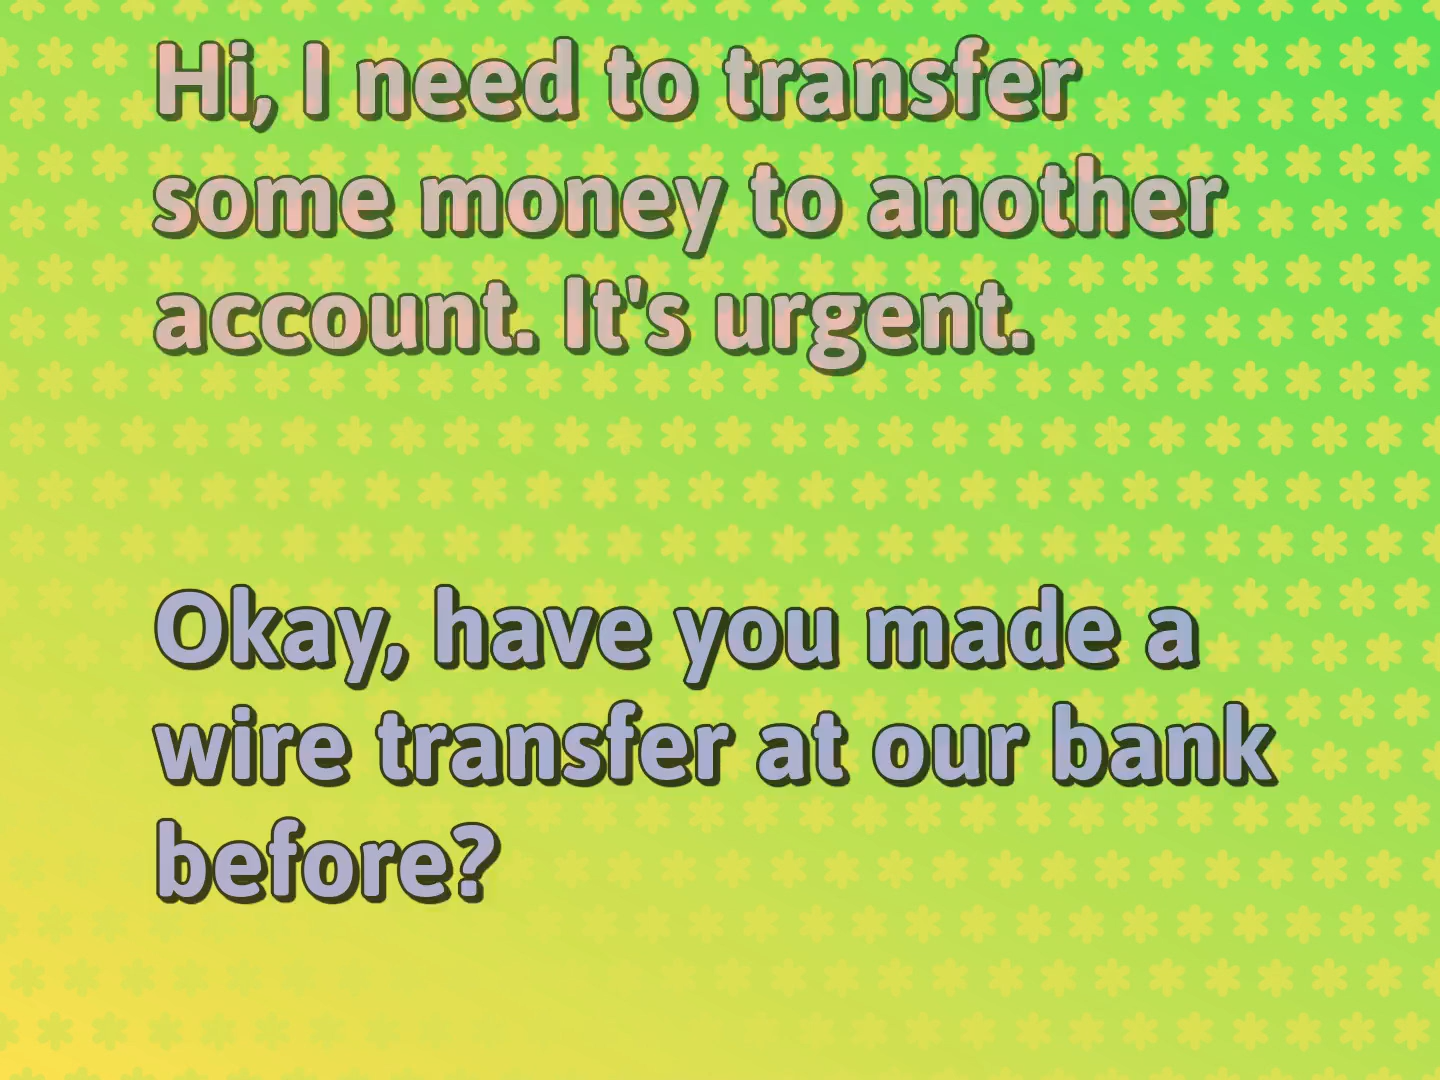 Hi, I need to transfer
some money to another
account. It's urgent.
Okay, have you made a
wire transfer at our bank
before?